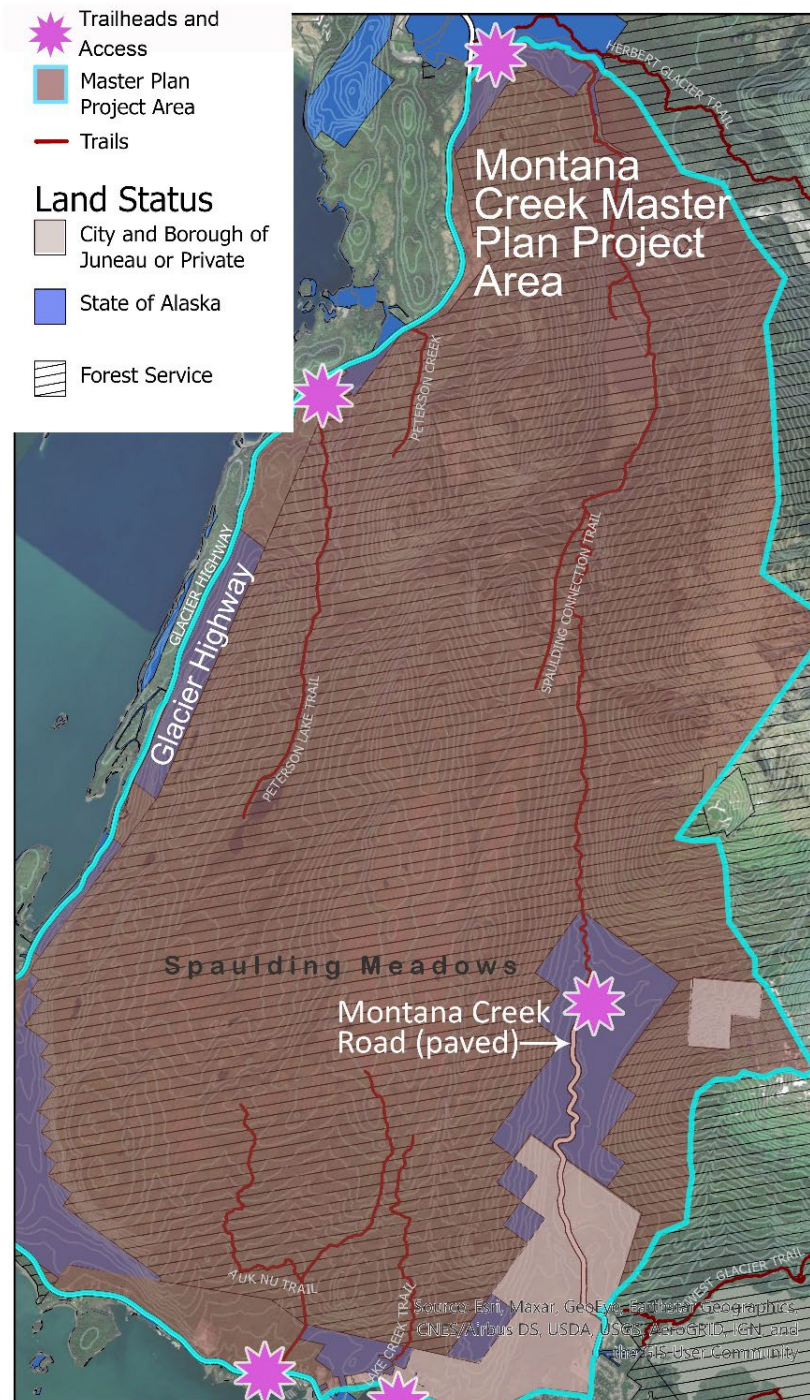 Trailheads and
Access
Master Plan
Project Area
Trails
Land Status
City and Borough of
Juneau or Private
State of Alaska
Forest Service
HERBERT GLACIER TRAIL
Montana
Creek Master
Plan Project
Area
PETERSON CREEK
GLACIER HIGHWAY
Glacier Highway
SPAULDING CONNECTION TRAIL
PETERSON LAKE TRAIL
Spaulding Meadows
Montana Creek
Road (paved)
AUK NU TRAIL
LAKE CREEK TRAIL
WEST GLACIER TRAIL
Source: Esri, Maxar, GeoEye, Earthstar Geographics,
CNES/Airbus DS, USDA, USGS, AeroGRID, IGN, and
the GIS User Community